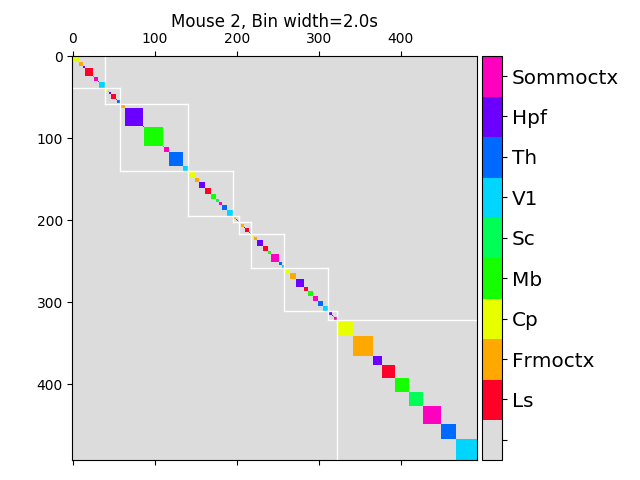 Mouse 2, Bin width=2.0s
0 100 200 300 400
0
100
200
300
400
Sommoctx
Hpf
Th
V1
Sc
Mb
Cp
Frmoctx
Ls